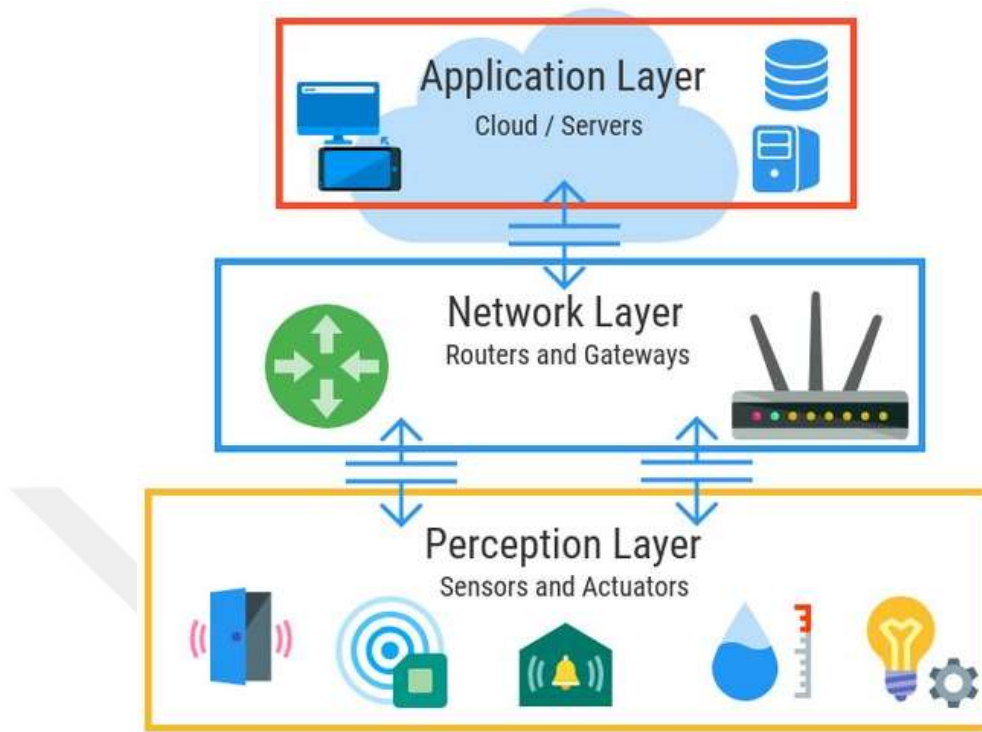 Application Layer
Cloud / Servers
Network Layer
Routers and Gateways
Perception Layer
Sensors and Actuators